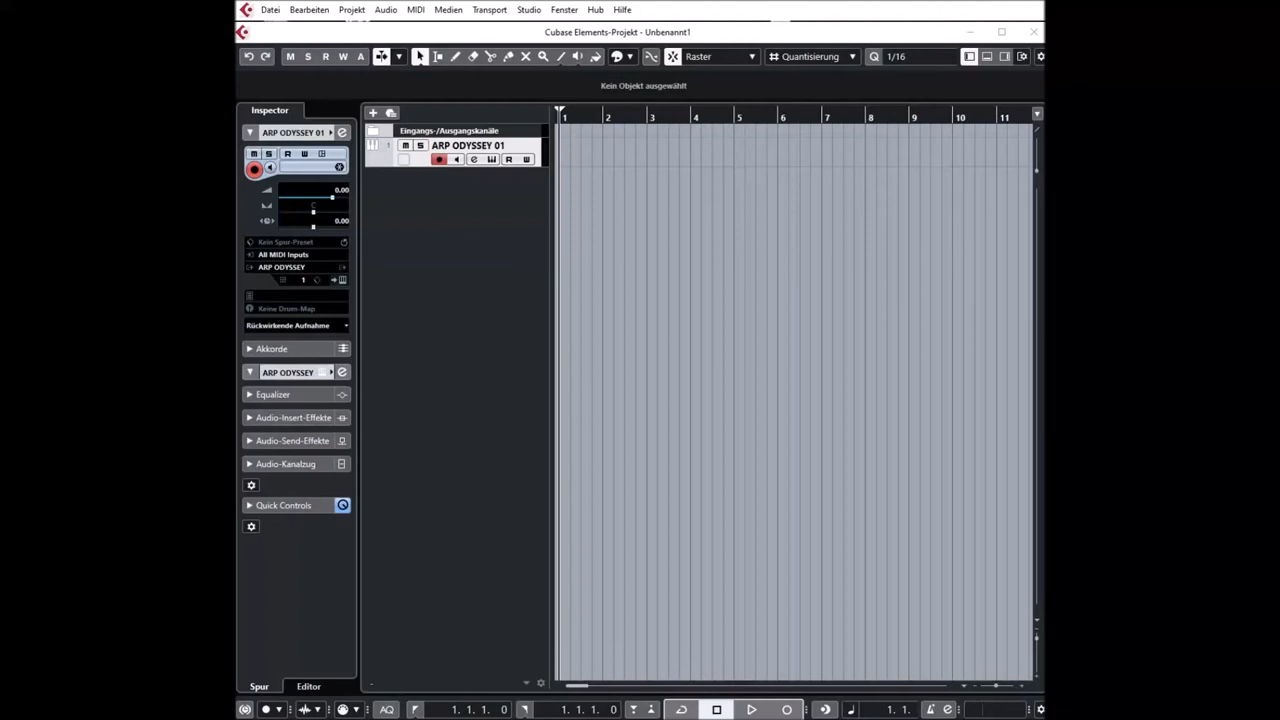 Datei Bearbeiten Projekt Audio MIDI Medien Transport Studio Fenster Hub Hilfe
Cubase Elements-Projekt - Unbenannt1
M S R W A Raster Quantisierung Q 1/16
Kein Objekt ausgewählt
Inspector
1 2 3 4 5 6 7 8 9 10 11
ARP ODYSSEY 01
Eingangs-/Ausgangskanäle
1 m S ARP ODYSSEY 01
R W
m S R W
0.00
C
0.00
Kein Spur-Preset
All MIDI Inputs
ARP ODYSSEY
1
Keine Drum-Map
Rückwirkende Aufnahme
Akkorde
ARP ODYSSEY
Equalizer
Audio-Insert-Effekte
Audio-Send-Effekte
Audio-Kanalzug
Quick Controls
Spur Editor
AQ 1. 1. 1. 0 1. 1. 1. 0 1. 1.